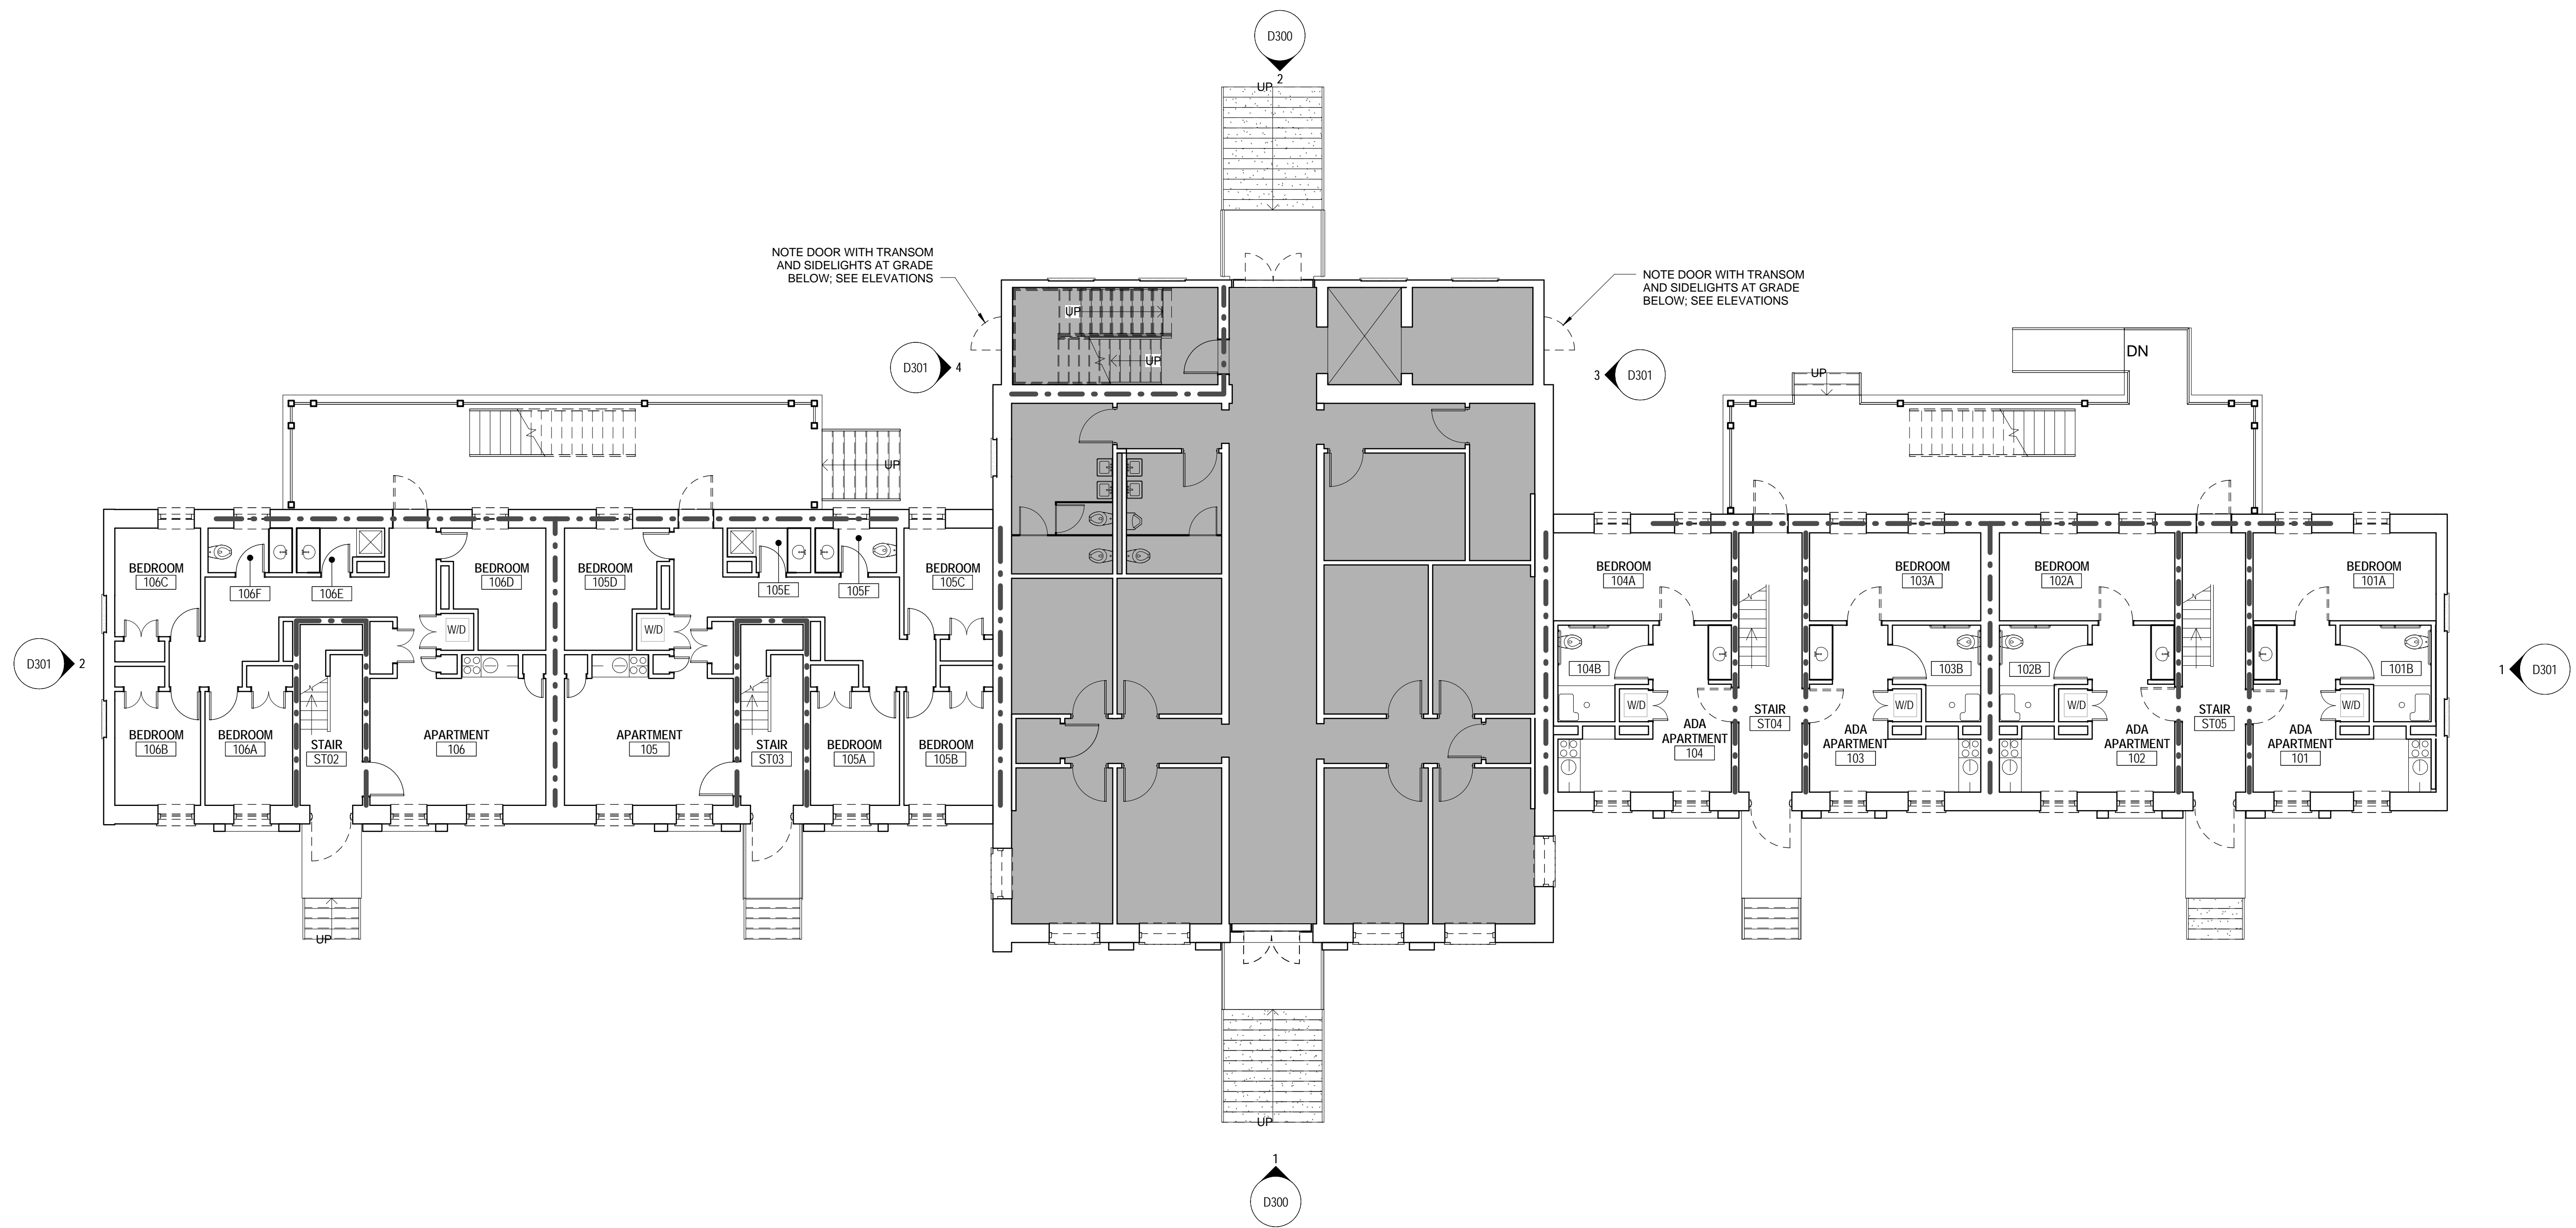 D300
2
UP
NOTE DOOR WITH TRANSOM
AND SIDELIGHTS AT GRADE
BELOW; SEE ELEVATIONS
NOTE DOOR WITH TRANSOM
AND SIDELIGHTS AT GRADE
BELOW; SEE ELEVATIONS
UP
UP
D301
4
3
D301
DN
UP
UP
BEDROOM
106C
106F
106E
BEDROOM
106D
BEDROOM
105D
105E
105F
BEDROOM
105C
BEDROOM
104A
BEDROOM
103A
BEDROOM
102A
BEDROOM
101A
W/D
W/D
D301
2
104B
103B
102B
101B
1
D301
W/D
W/D
W/D
W/D
BEDROOM
106B
BEDROOM
106A
STAIR
ST02
APARTMENT
106
APARTMENT
105
STAIR
ST03
BEDROOM
105A
BEDROOM
105B
ADA
APARTMENT
104
STAIR
ST04
ADA
APARTMENT
103
ADA
APARTMENT
102
STAIR
ST05
ADA
APARTMENT
101
UP
UP
1
D300